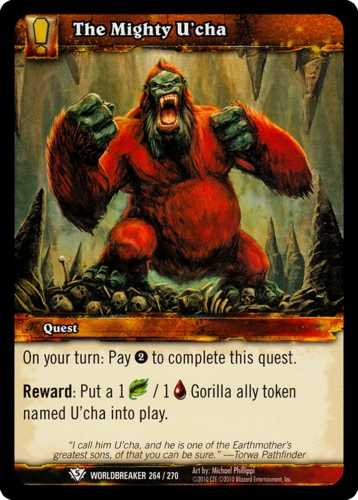 The Mighty U'cha
Quest
On your turn: Pay 2 to complete this quest.
Reward: Put a 1 / 1 Gorilla ally token
named U'cha into play.
"I call him U'cha, and he is one of the Earthmother's
greatest sons, of that you can be sure." —Torwa Pathfinder
WORLDBREAKER 264 / 270
Art by: Michael Phillippi
©2010 CZE ©2010 Blizzard Entertainment, Inc.